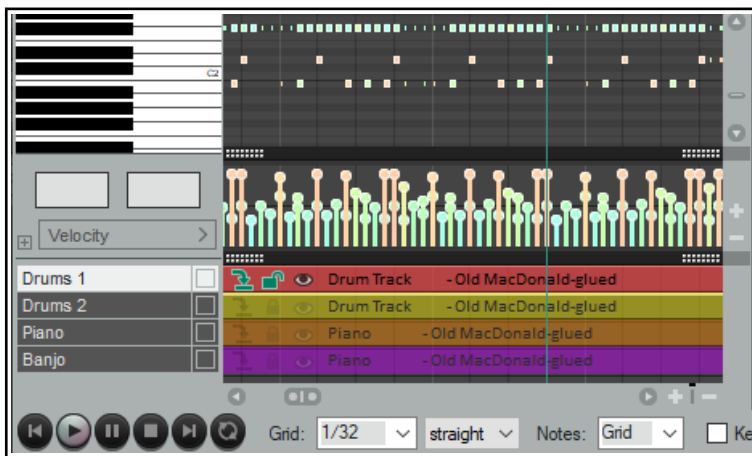 C2
Velocity
Drums 1 Drum Track -Old MacDonald-glued
Drums 2 Drum Track -Old MacDonald-glued
Piano Piano -Old MacDonald-glued
Banjo Piano -Old MacDonald-glued
Grid: 1/32 straight Notes: Grid Ke